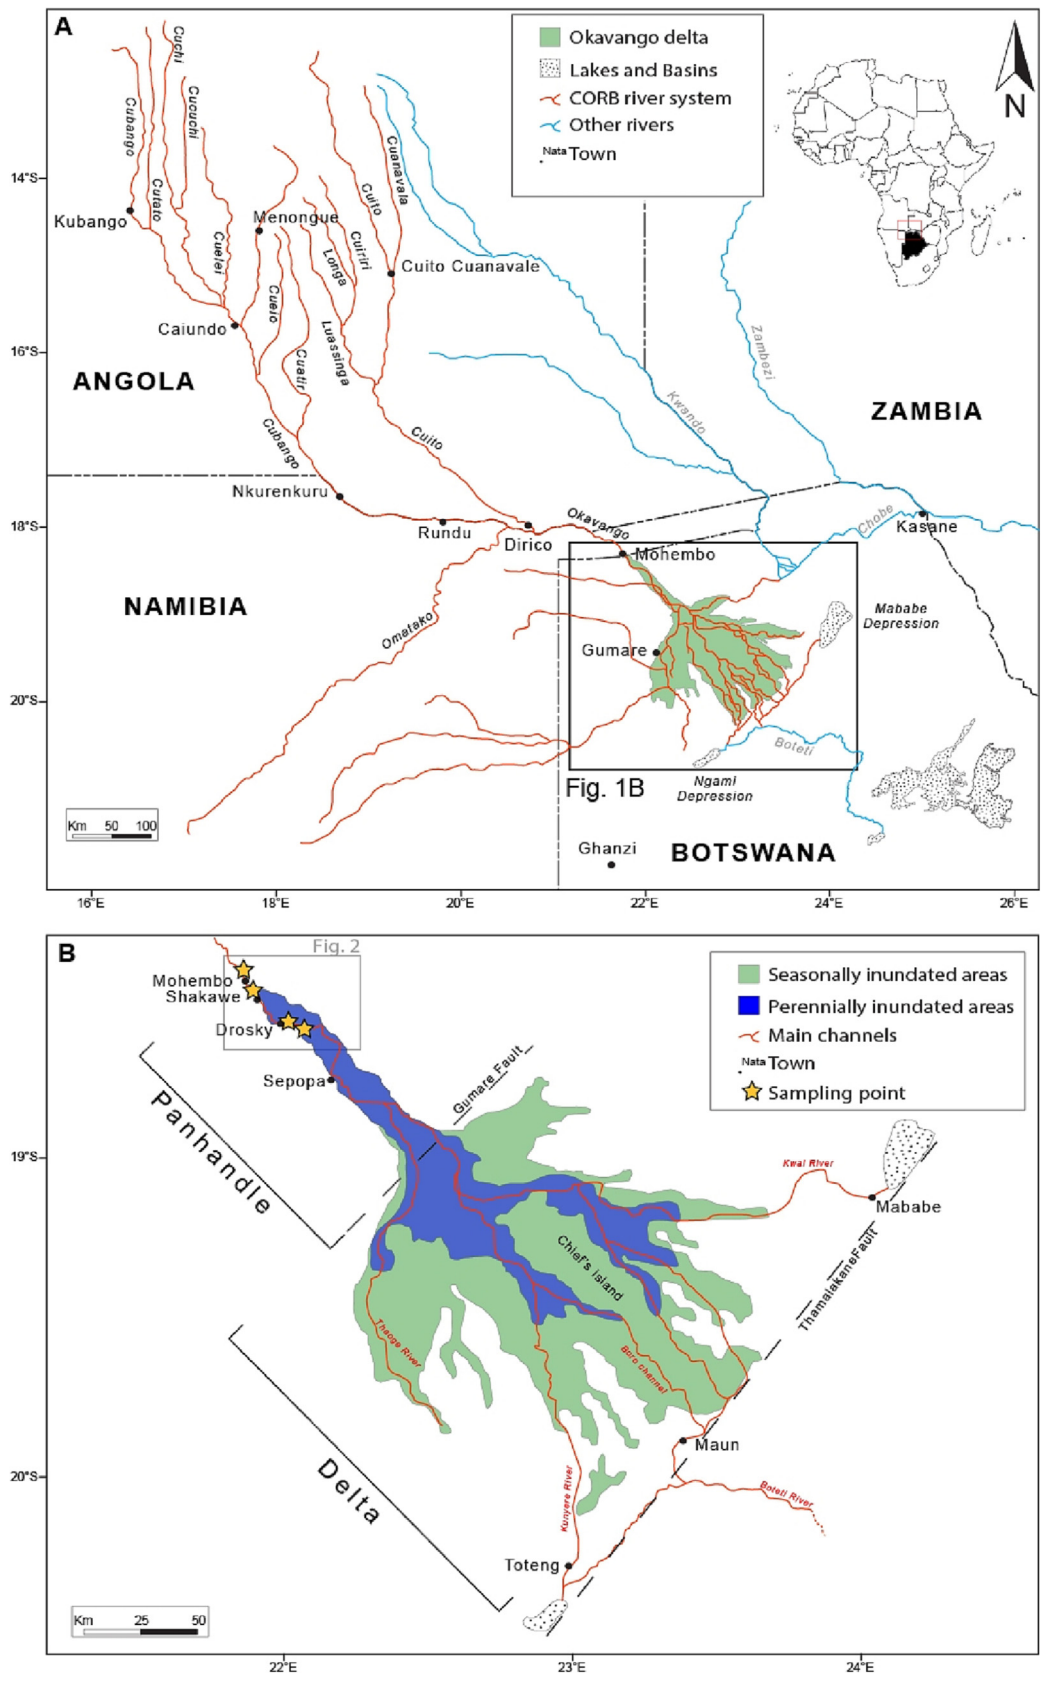 A
Okavango delta
Lakes and Basins
CORB river system
Other rivers
Nata Town
N
Cuchi
Cubango
Cucuchi
Cutato
Cuelei
Cuanavala
Cuito
14°S
Kubango
Menongue
Cuiriri
Longa
Cuito Cuanavale
Cueio
Caiundo
Luassinga
Cuatir
16°S
ANGOLA
Zambezi
Kwando
ZAMBIA
Cubango
Cuito
Nkurenkuru
Okavango
Chobe
18°S
Rundu
Dirico
Kasane
Mohembo
NAMIBIA
Omatako
Mababe
Depression
Gumare
20°S
Boteti
Ngami
Depression
Fig. 1B
Km 50 100
Ghanzi
BOTSWANA
16°E
18°E
20°E
22°E
24°E
26°E
B
Fig. 2
Seasonally inundated areas
Perennially inundated areas
Main channels
Nata Town
Sampling point
Mohembo
Shakawe
Drosky
Sepopa
Gumare Fault
Panhandle
19°S
Kwai River
Mababe
Chief's island
Thamalakane Fault
Thaoge River
Boro channel
Maun
Delta
20°S
Boteti River
Kunyere River
Toteng
Km 25 50
22°E
23°E
24°E